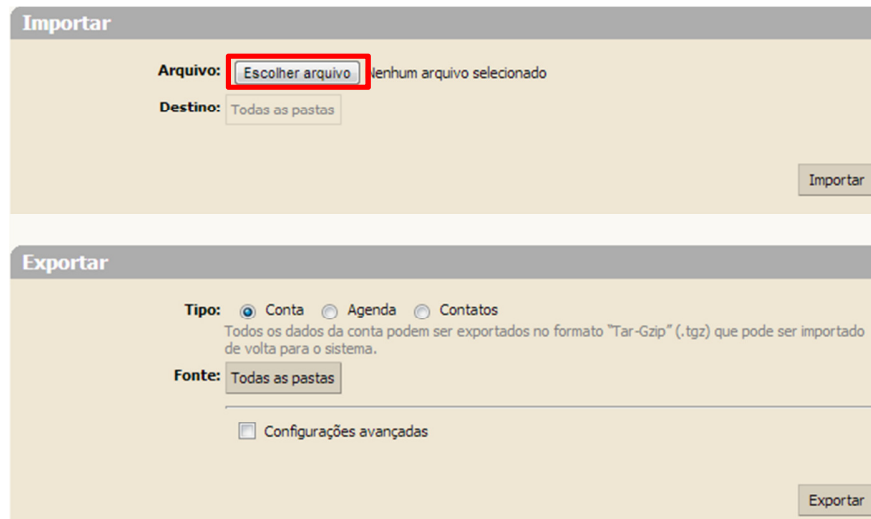 Importar
Arquivo: Escolher arquivo Nenhum arquivo selecionado
Destino: Todas as pastas
Importar
Exportar
Tipo: Conta Agenda Contatos
Todos os dados da conta podem ser exportados no formato "Tar-Gzip" (.tgz) que pode ser importado
de volta para o sistema.
Fonte: Todas as pastas
Configurações avançadas
Exportar